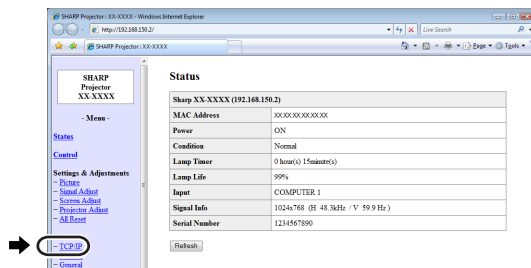 SHARP Projector : XX-XXXX - Windows Internet Explorer
http://192.168.150.2/
Live Search
SHARP Projector : XX-XXXX
Page
Tools
SHARP
Projector
XX-XXXX
- Menu -
Status
Control
Settings & Adjustments
– Picture
– Signal Adjust
– Screen Adjust
– Projector Adjust
– All Reset
– TCP/IP
– General
Status
Sharp XX-XXXX (192.168.150.2)
MAC Address XX:XX:XX:XX:XX:XX
Power ON
Condition Normal
Lamp Timer 0 hour(s) 15minute(s)
Lamp Life 99%
Input COMPUTER 1
Signal Info 1024x768 (H 48.3kHz / V 59.9 Hz )
Serial Number 1234567890
Refresh